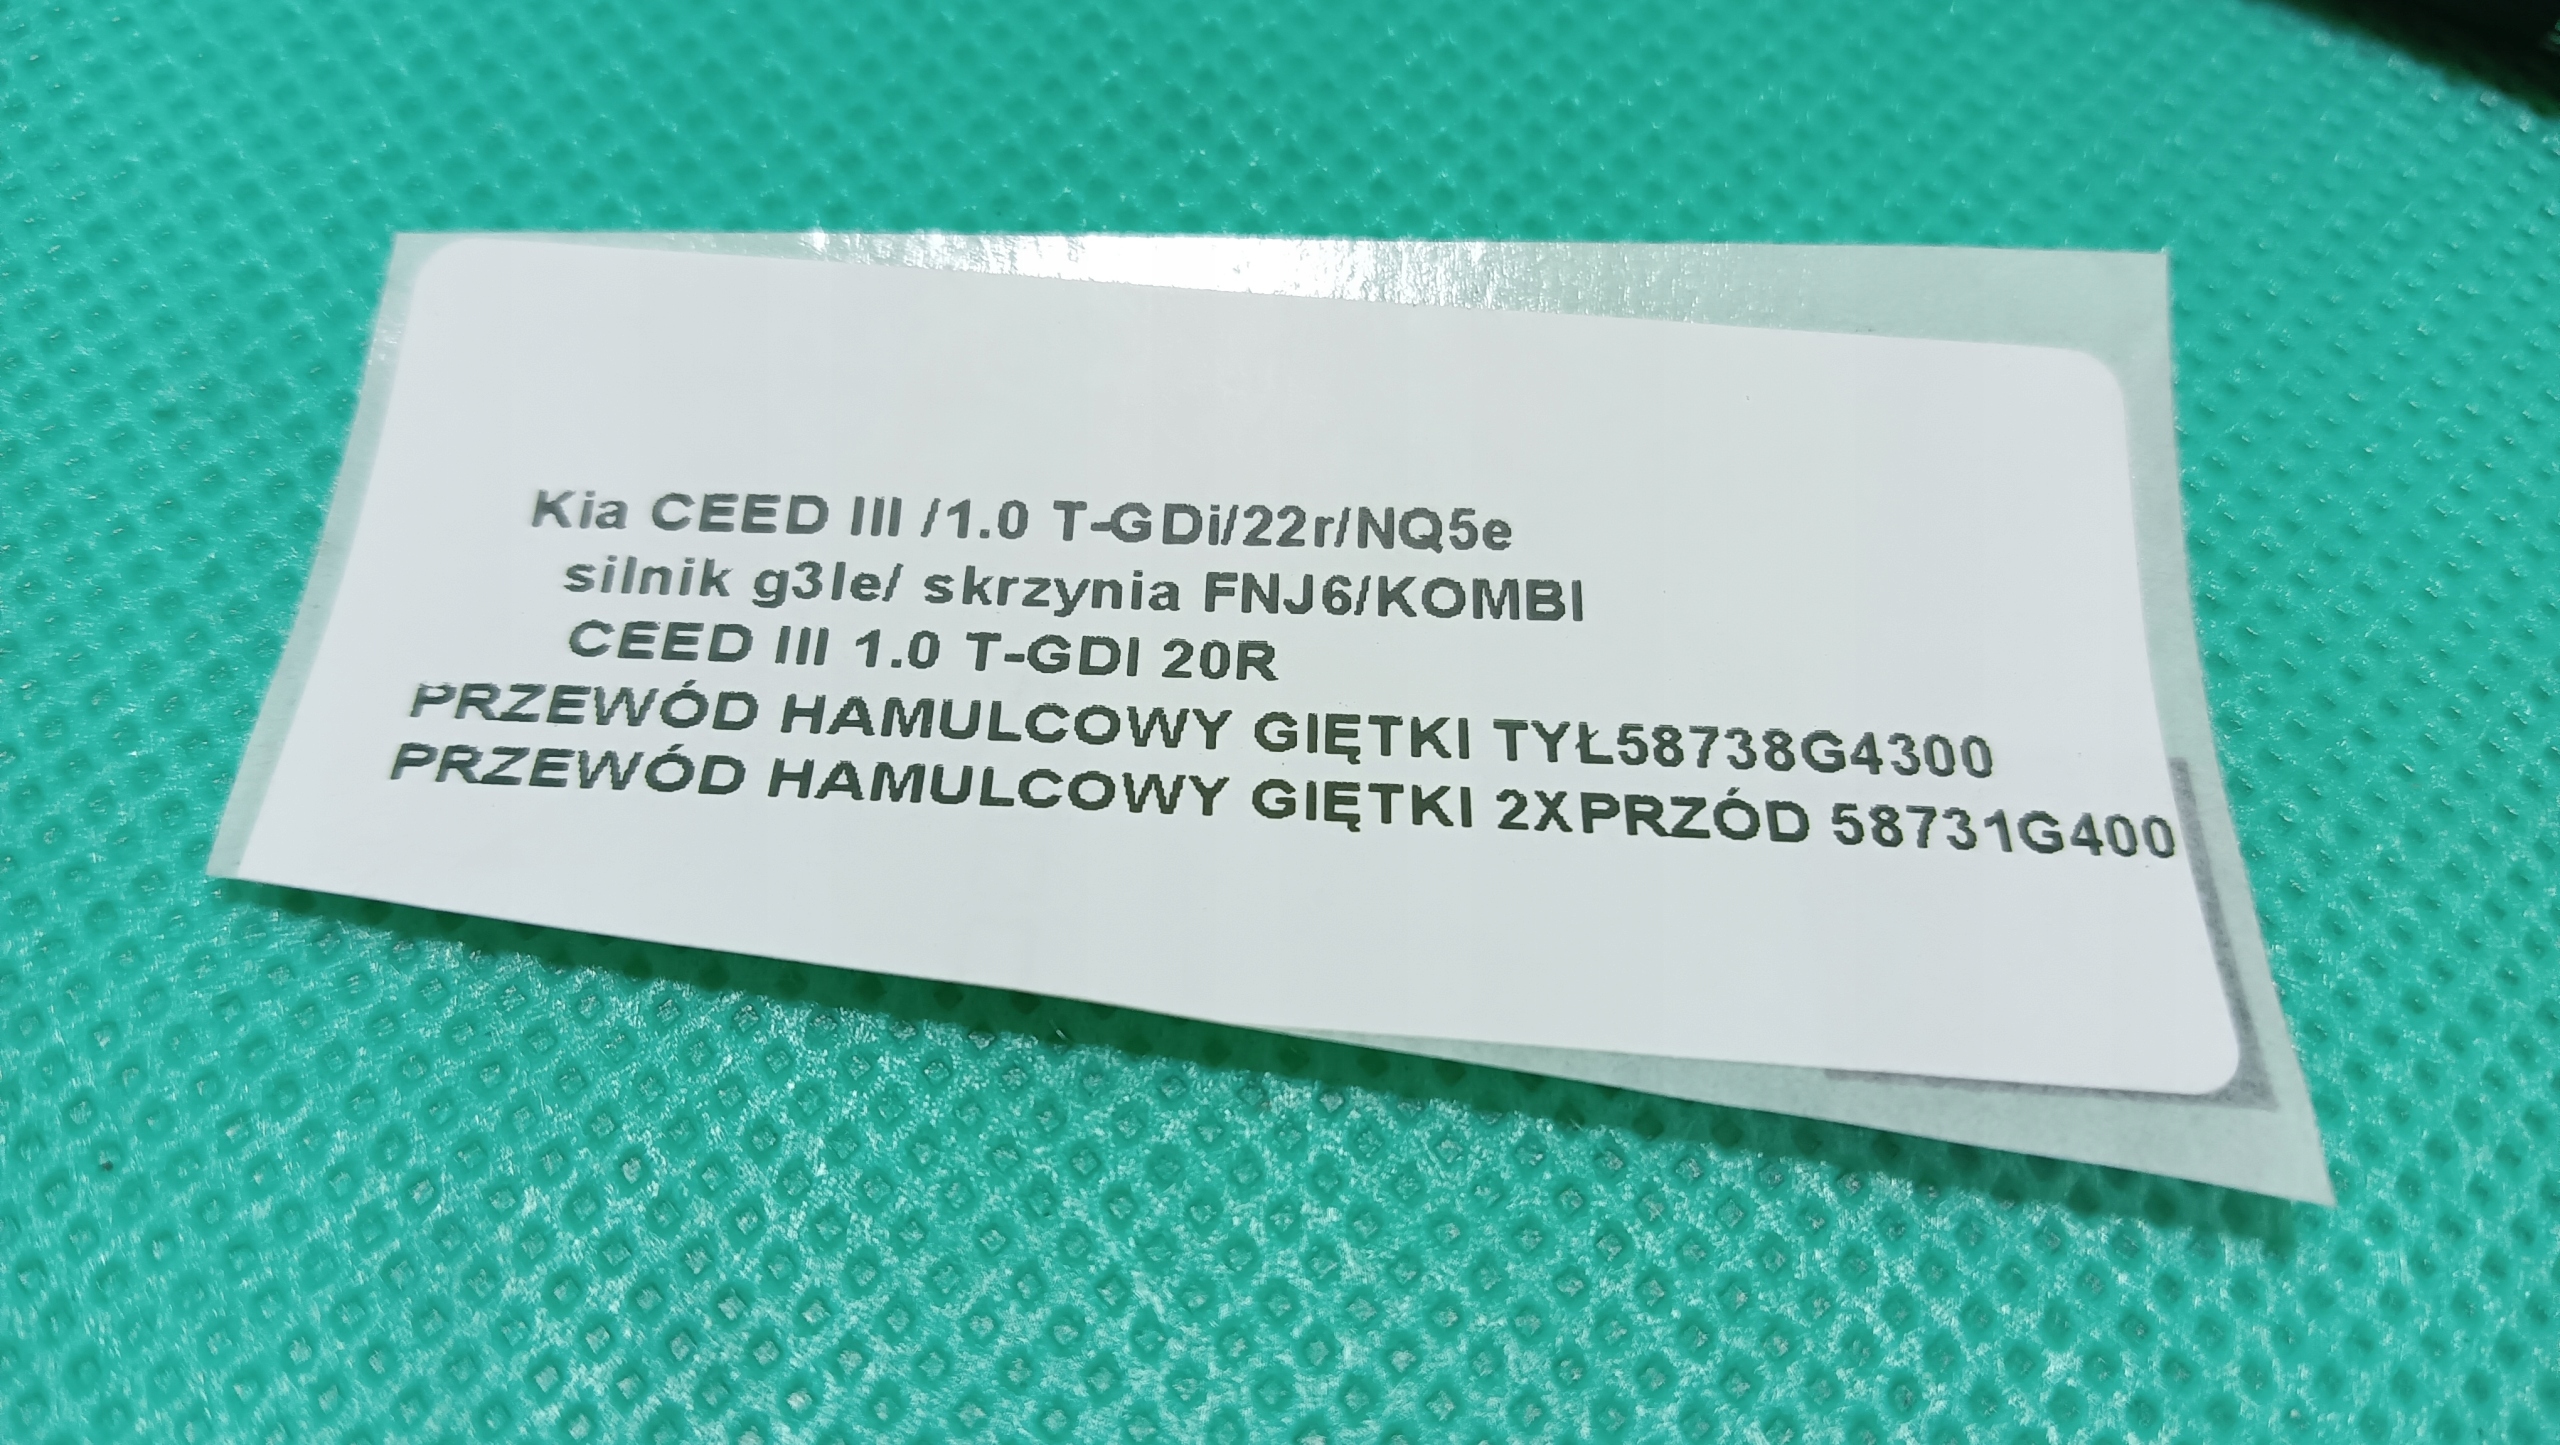 Kia CEED III /1.0 T-GDi/22r/NQ5e
silnik g3le/ skrzynia FNJ6/KOMBI
CEED III 1.0 T-GDI 20R
PRZEWÓD HAMULCOWY GIĘTKI TYŁ58738G4300
PRZEWÓD HAMULCOWY GIĘTKI 2XPRZÓD 58731G400